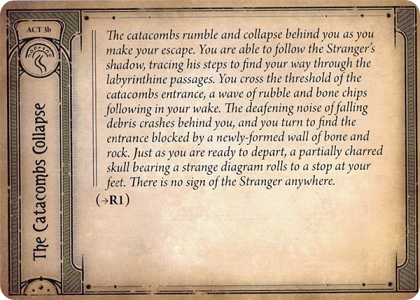 ACT 3b
The Catacombs Collapse
The catacombs rumble and collapse behind you as you
make your escape. You are able to follow the Stranger's
shadow, tracing his steps to find your way through the
labyrinthine passages. You cross the threshold of the
catacombs entrance, a wave of rubble and bone chips
following in your wake. The deafening noise of falling
debris crashes behind you, and you turn to find the
entrance blocked by a newly-formed wall of bone and
rock. Just as you are ready to depart, a partially charred
skull bearing a strange diagram rolls to a stop at your
feet. There is no sign of the Stranger anywhere.
(→R1)